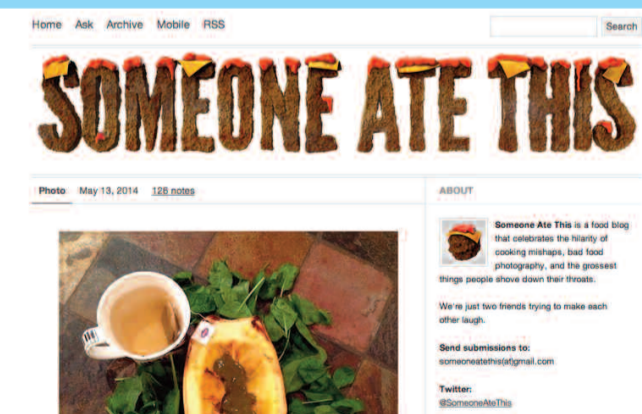 Home Ask Archive Mobile RSS
Search
SOMEONE ATE THIS
Photo May 13, 2014 128 notes
ABOUT
Someone Ate This is a food blog
that celebrates the hilarity of
cooking mishaps, bad food
photography, and the grossest
things people shove down their throats.
We're just two friends trying to make each
other laugh.
Send submissions to:
someoneatethis(at)gmail.com
Twitter:
@SomeoneAteThis